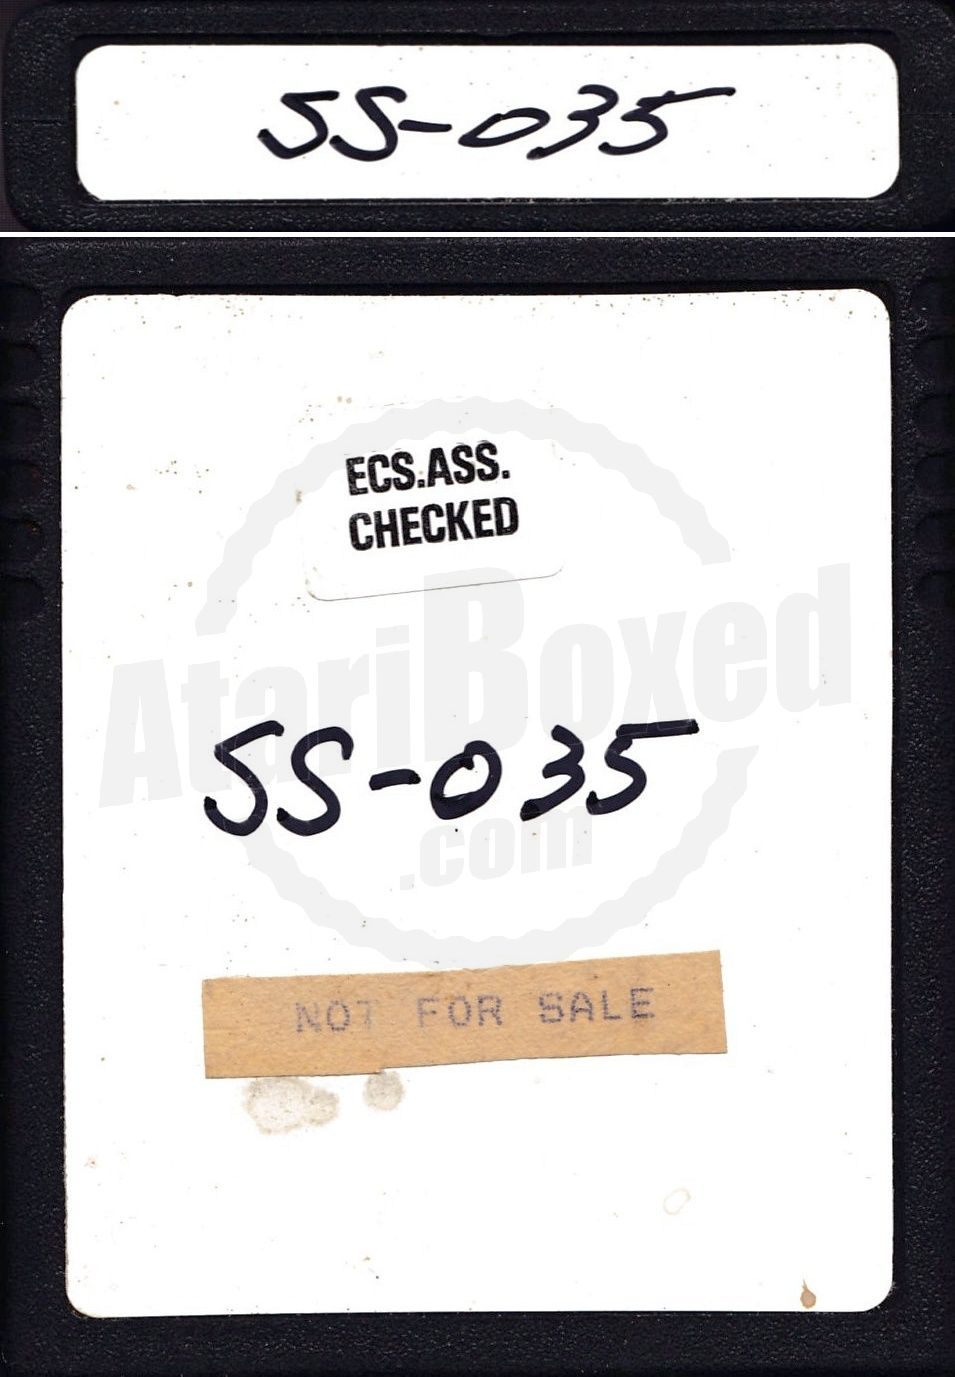 SS-035
ECS.ASS.
CHECKED
AtariBoxed
SS-035
.com
NOT FOR SALE